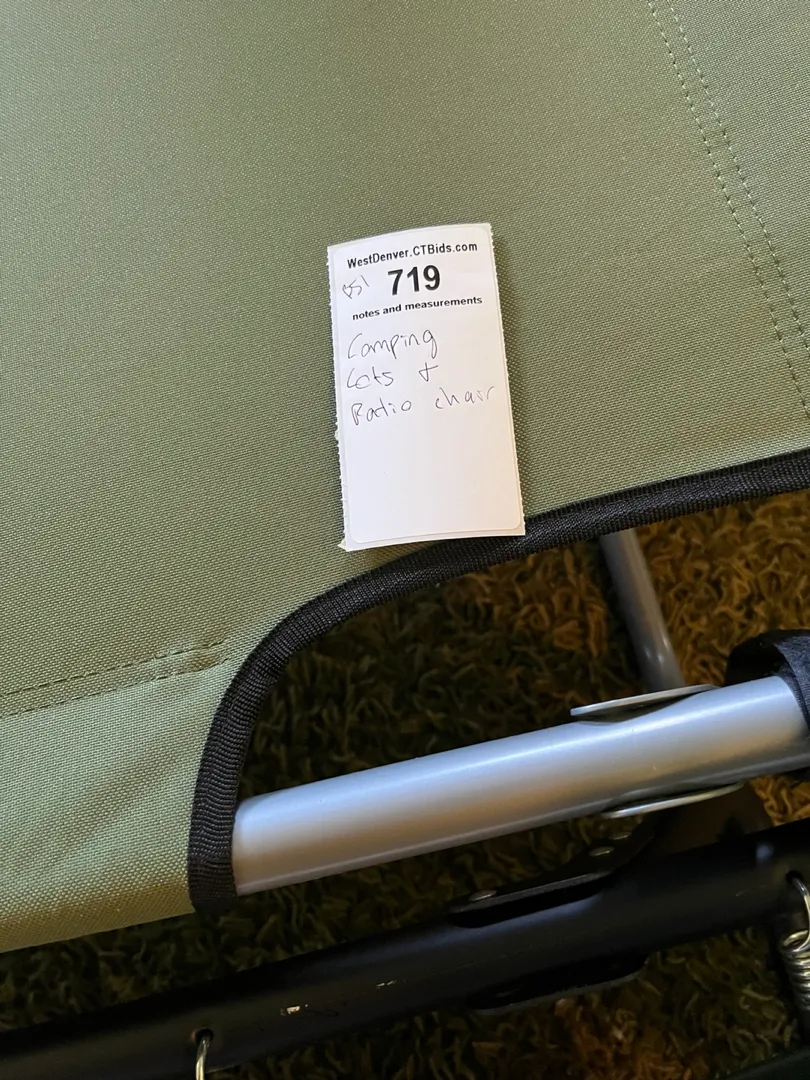 WestDenver.CTBids.com
719
notes and measurements
Camping
Cots +
Patio chair